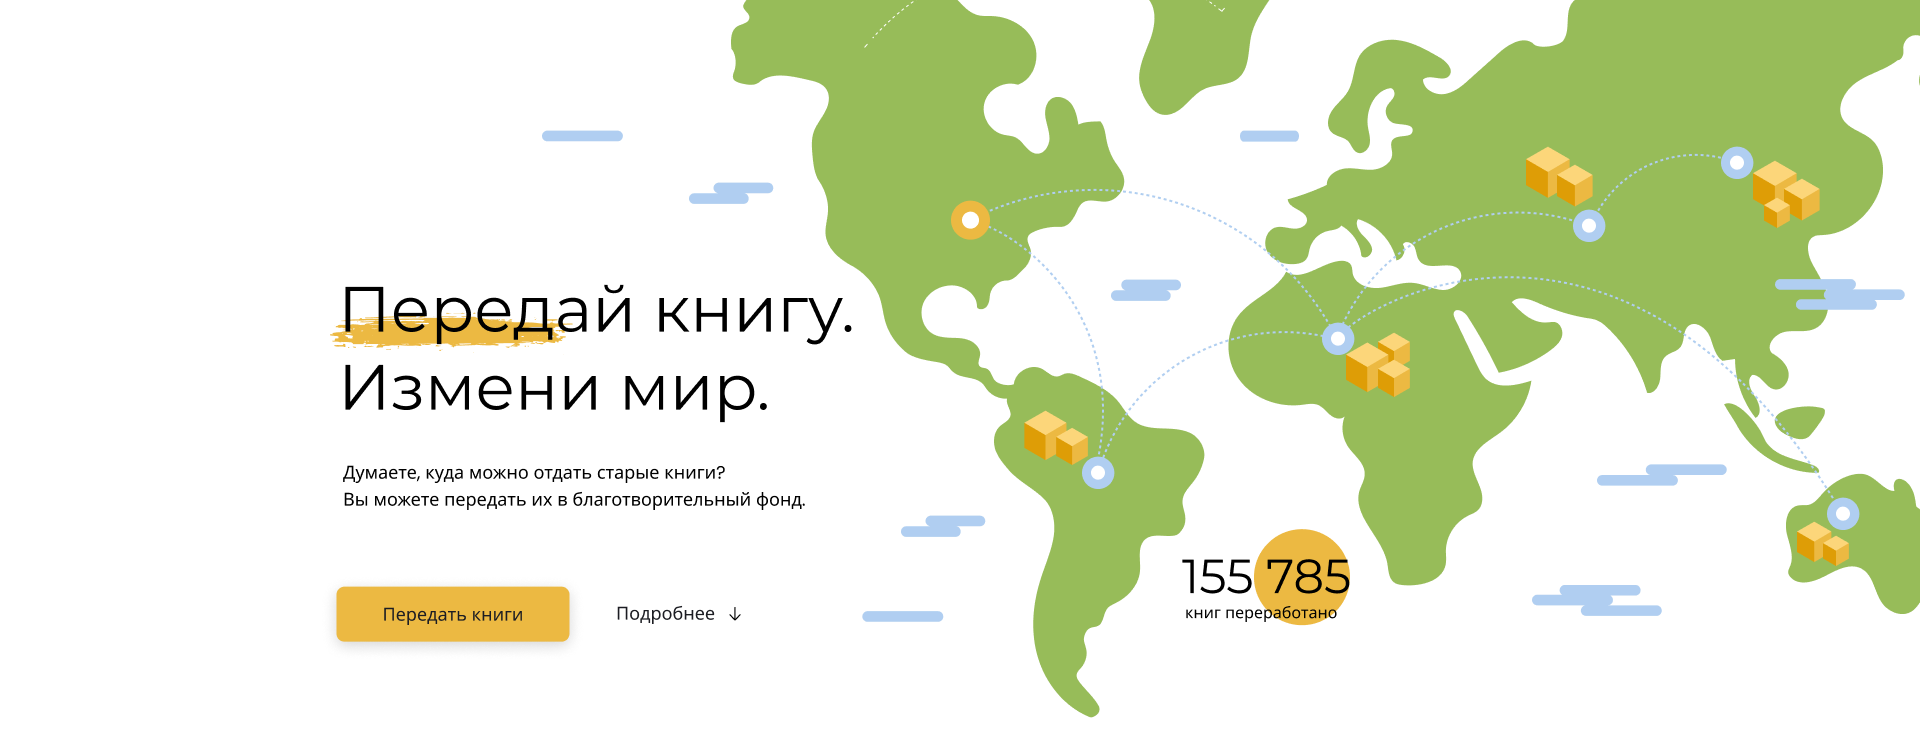 Передай книгу.
Измени мир.
Думаете, куда можно отдать старые книги?
Вы можете передать их в благотворительный фонд.
Передать книги
Подробнее ↓
155 785
книг переработано